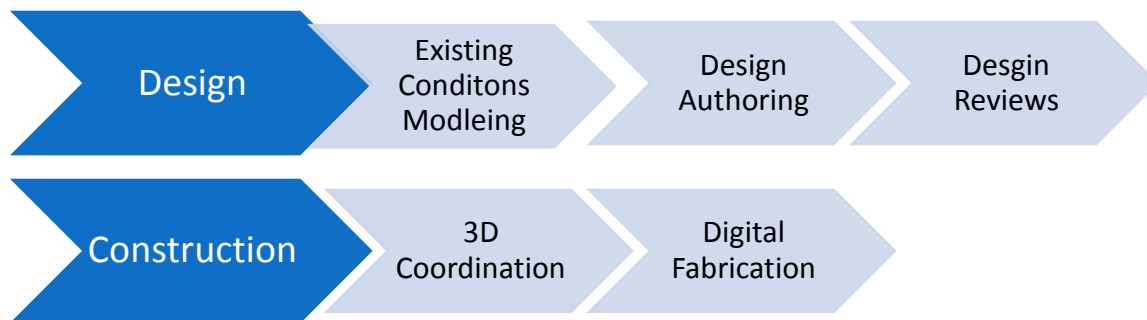 Design
Existing
Conditons
Modleing
Design
Authoring
Desgin
Reviews
Construction
3D
Coordination
Digital
Fabrication